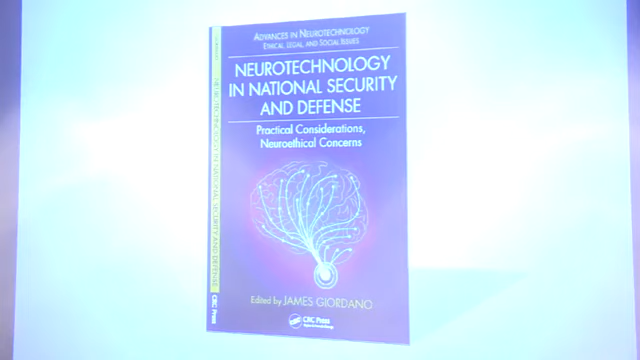 ADVANCES IN NEUROTECHNOLOGY
ETHICAL, LEGAL, AND SOCIAL ISSUES
NEUROTECHNOLOGY
IN NATIONAL SECURITY
AND DEFENSE
Practical Considerations,
Neuroethical Concerns
Edited by JAMES GIORDANO
CRC Press
NEUROTECHNOLOGY IN NATIONAL SECURITY AND DEFENSE
CRC Press